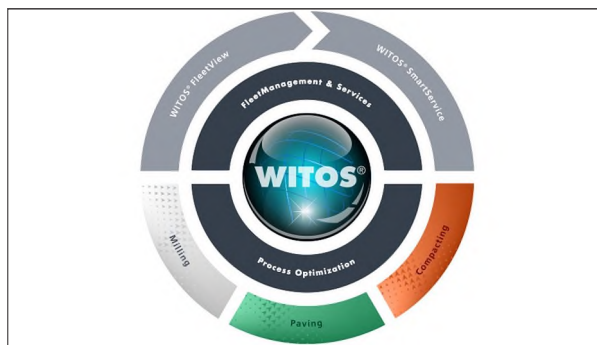 WITOS® FleetView
WITOS® SmartService
FleetManagement & Services
WITOS®
Process Optimization
Milling
Paving
Compacting